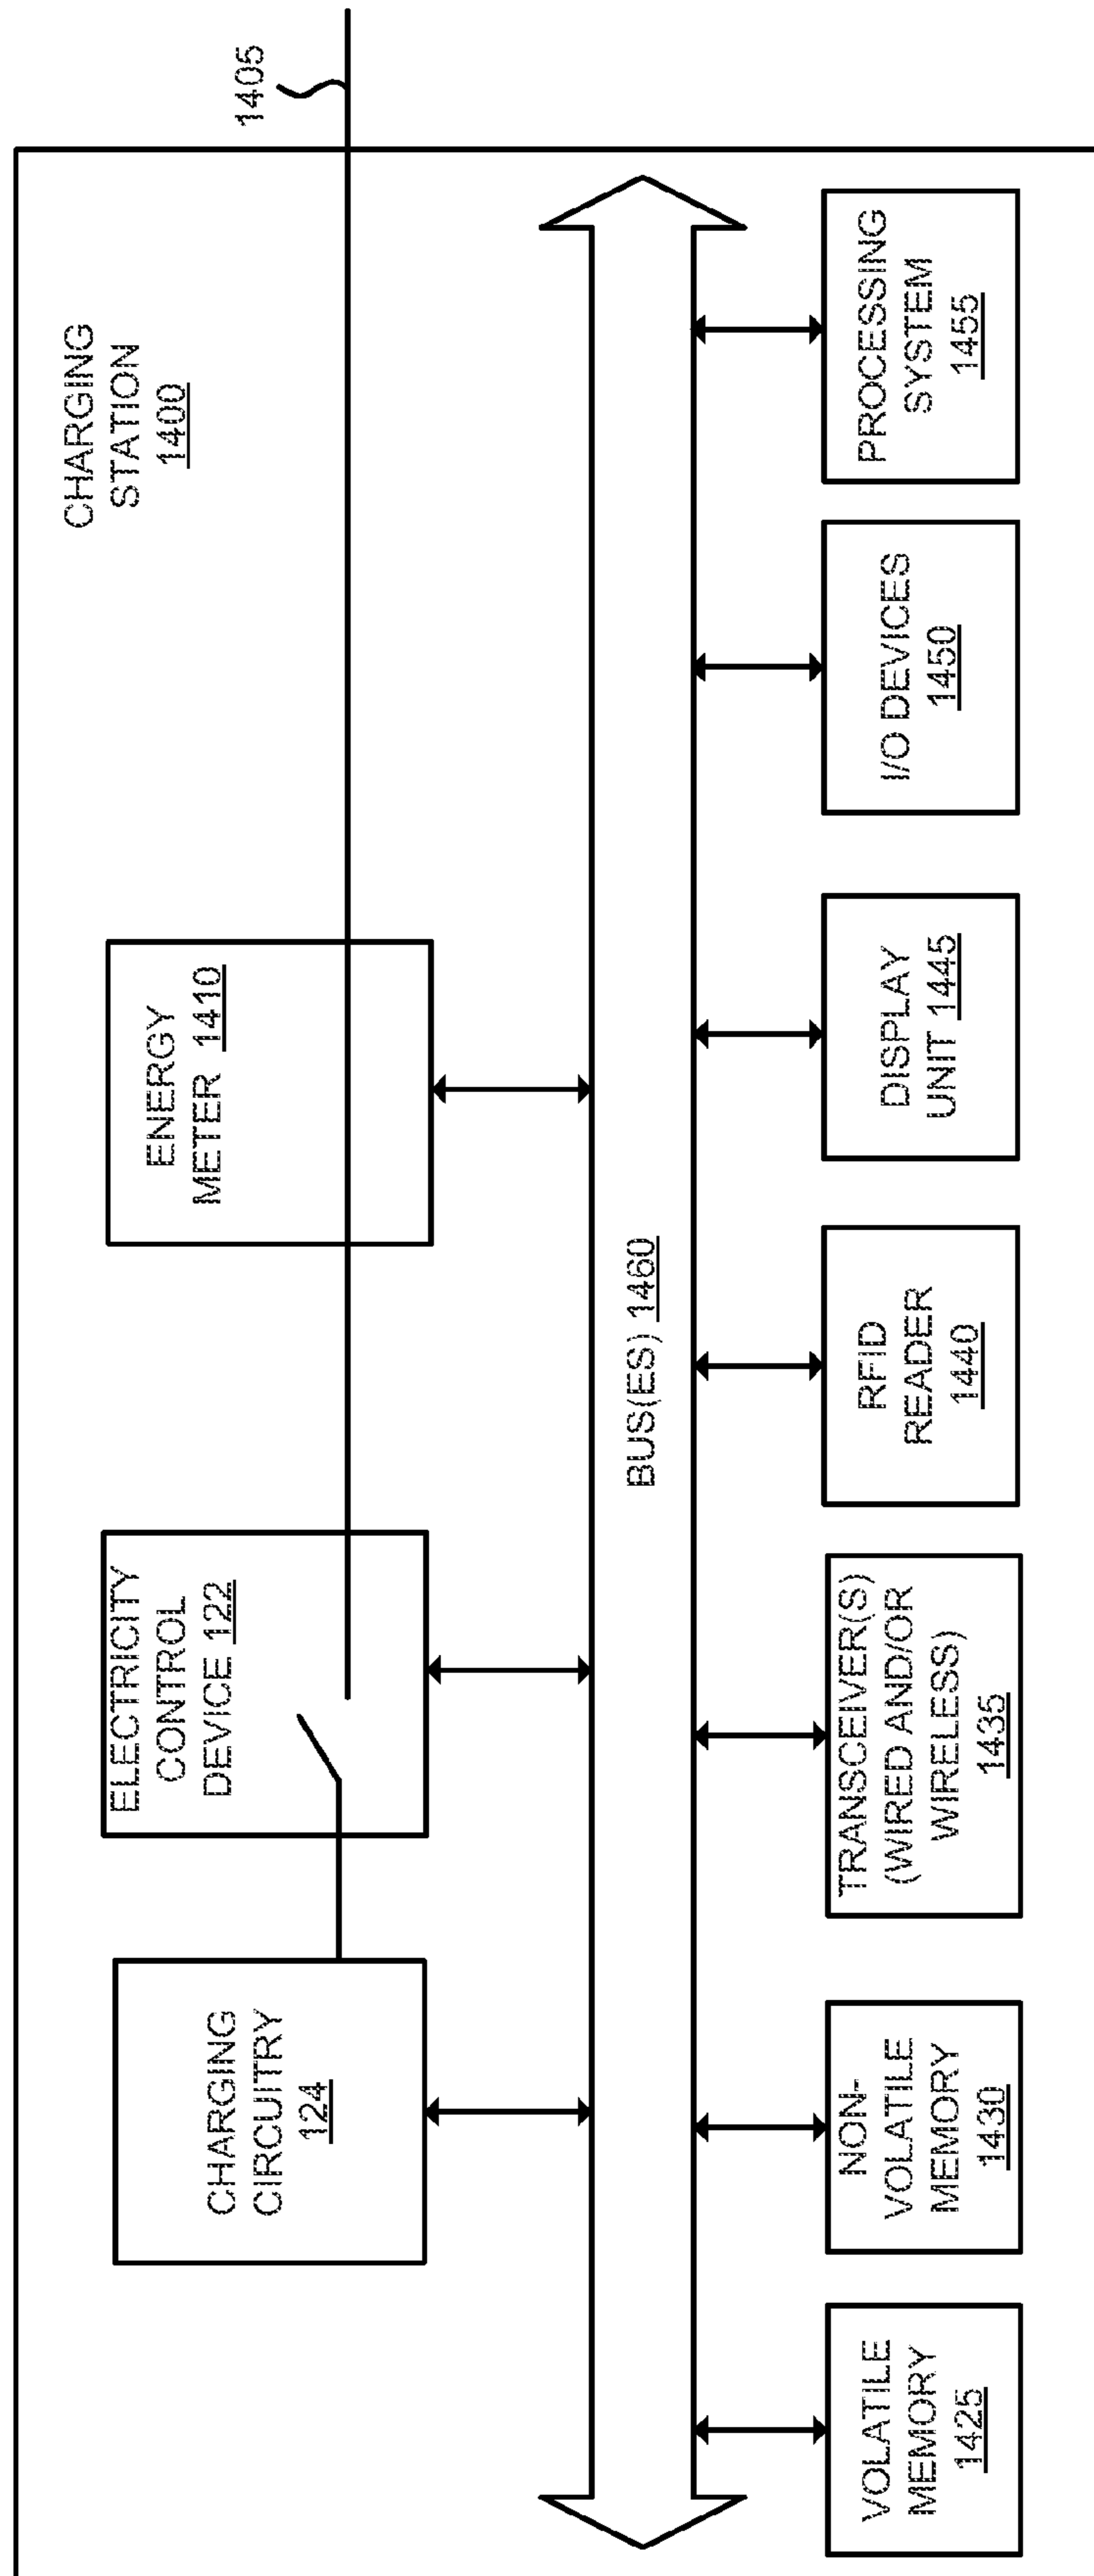 CHARGING
STATION
1400
1405
CHARGING
CIRCUITRY
124
ELECTRICITY
CONTROL
DEVICE 122
ENERGY
METER 1410
BUS(ES) 1460
VOLATILE
MEMORY
1425
NON-
VOLATILE
MEMORY
1430
TRANSCEIVER(S)
(WIRED AND/OR
WIRELESS)
1435
RFID
READER
1440
DISPLAY
UNIT 1445
I/O DEVICES
1450
PROCESSING
SYSTEM
1455